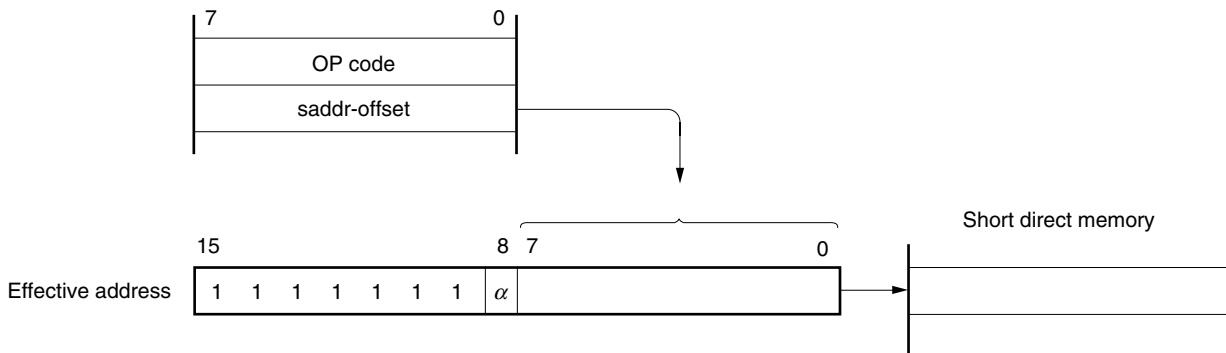 7 0
OP code
saddr-offset
Short direct memory
15 8 7 0
Effective address 1 1 1 1 1 1 1 α